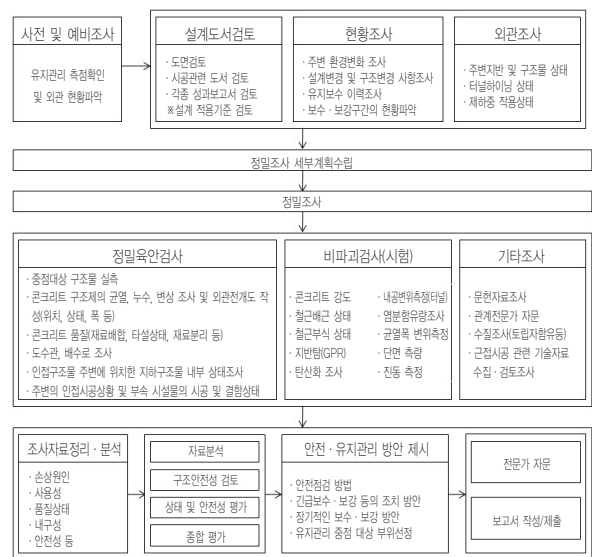 사전 및 예비조사
유지관리 측정확인
및 외관 현황파악
설계도서검토
· 도면검토
· 시공관련 도서 검토
· 각종 성과보고서 검토
※설계 적용기준 검토
현황조사
· 주변 환경변화 조사
· 설계변경 및 구조변경 사항조사
· 유지보수 이력조사
· 보수 · 보강구간의 현황파악
외관조사
· 주변지반 및 구조물 상태
· 터널하이닝 상태
· 제하중 작용상태
정밀조사 세부계획수립
정밀조사
정밀육안검사
· 중점대상 구조물 실측
· 콘크리트 구조제의 균열, 누수, 변상 조사 및 외관전개도 작
성(위치, 상태, 폭 등)
· 콘크리트 품질(재료배합, 타설상태, 재료분리 등)
· 도수관, 배수로 조사
· 인접구조물 주변에 위치한 지하구조물 내부 상태조사
· 주변의 인접시공상황 및 부속 시설물의 시공 및 결함상태
비파괴검사(시험)
· 콘크리트 강도
· 철근배근 상태
· 철근부식 상태
· 지반탐(GPR)
· 탄산화 조사
· 내공변위측정(터널)
· 염분함유량조사
· 균열폭 변위측정
· 단면 측량
· 진동 측정
기타조사
· 문헌자료조사
· 관계전문가 자문
· 수질조사(토립자함유등)
· 근접시공 관련 기술자료
수집 · 검토조사
조사자료정리 · 분석
· 손상원인
· 사용성
· 품질상태
· 내구성
· 안전성 등
자료분석
구조안전성 검토
상태 및 안전성 평가
종합 평가
안전 · 유지관리 방안 제시
· 안전점검 방법
· 긴급보수 · 보강 등의 조치 방안
· 장기적인 보수 · 보강 방안
· 유지관리 중점 대상 부위선정
전문가 자문
보고서 작성/제출